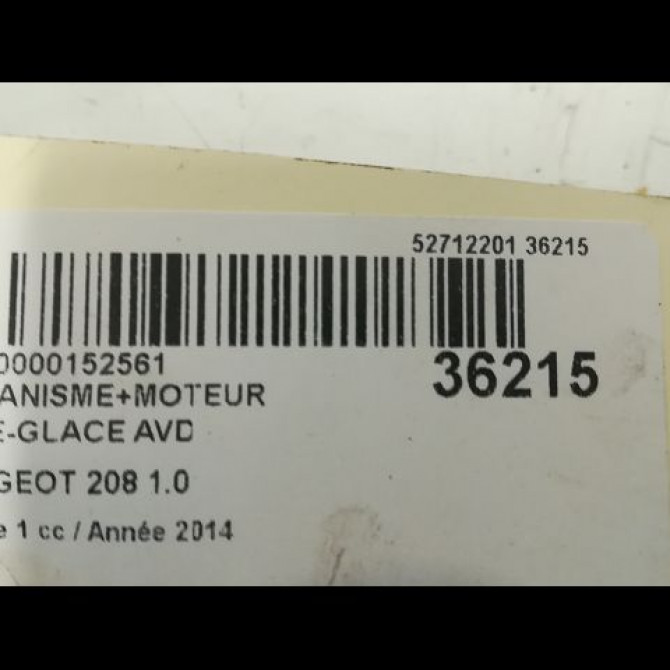 52712201 36215
0000152561
36215
ANISME+MOTEUR
E-GLACE AVD
GEOT 208 1.0
e 1 cc / Année 2014